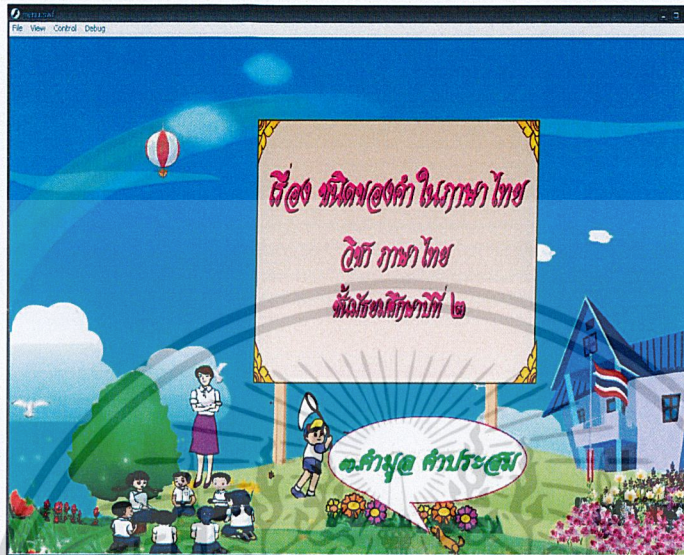 File View Control Debug
เรื่อง ชนิดของคำ ในภาษาไทย
วิชา ภาษาไทย
ชั้นมัธยมศึกษาปีที่ ๒
๓.คำมูล คำประสม